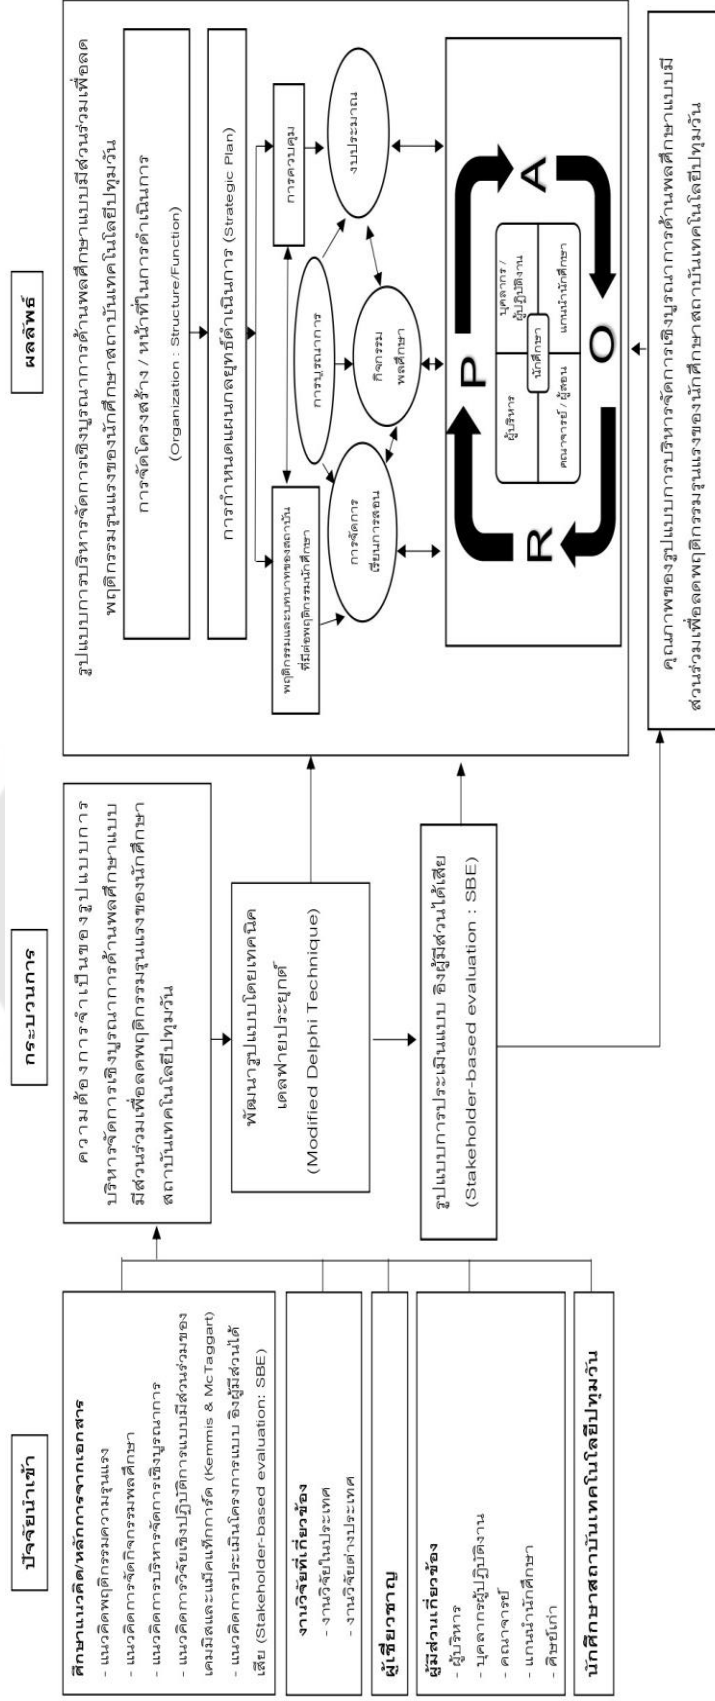 ปัจจัยนำเข้า
ศึกษาแนวคิด/หลักการจากเอกสาร
- แนวคิดพฤติกรรมความรุนแรง
- แนวคิดการจัดกิจกรรมพลศึกษา
- แนวคิดการบริหารจัดการเชิงบูรณาการ
- แนวคิดการวิจัยเชิงปฏิบัติการแบบมีส่วนร่วมของ
เคมมิสและแม็คแท็กการ์ต (Kemmis & McTaggart)
- แนวคิดการประเมินโครงการแบบ อิงผู้มีส่วนได้
เสีย (Stakeholder-based evaluation: SBE)
งานวิจัยที่เกี่ยวข้อง
- งานวิจัยในประเทศ
- งานวิจัยต่างประเทศ
ผู้เชี่ยวชาญ
ผู้มีส่วนเกี่ยวข้อง
- ผู้บริหาร
- บุคลากรผู้ปฏิบัติงาน
- คณาจารย์
- แกนนำนักศึกษา
- ศิษย์เก่า
นักศึกษาสถาบันเทคโนโลยีปทุมวัน
กระบวนการ
ความต้องการจำเป็นของรูปแบบการ
บริหารจัดการเชิงบูรณาการด้านพลศึกษาแบบ
มีส่วนร่วมเพื่อลดพฤติกรรมรุนแรงของนักศึกษา
สถาบันเทคโนโลยีปทุมวัน
พัฒนารูปแบบโดยเทคนิค
เดลฟายประยุกต์
(Modified Delphi Technique)
รูปแบบการประเมินแบบ อิงผู้มีส่วนได้เสีย
(Stakeholder-based evaluation : SBE)
ผลลัพธ์
รูปแบบการบริหารจัดการเชิงบูรณาการด้านพลศึกษาแบบมีส่วนร่วมเพื่อลด
พฤติกรรมรุนแรงของนักศึกษาสถาบันเทคโนโลยีปทุมวัน
การจัดโครงสร้าง / หน้าที่ในการดำเนินการ
(Organization : Structure/Function)
การกำหนดแผนกลยุทธ์ดำเนินการ (Strategic Plan)
พฤติกรรมและบทบาทของสถาบัน
ที่มีต่อพฤติกรรมนักศึกษา
การบูรณาการ
การควบคุม
การจัดการ
เรียนการสอน
กิจกรรม
พลศึกษา
งบประมาณ
P
A
O
R
ผู้บริหาร
บุคลากร /
ผู้ปฏิบัติงาน
นักศึกษา
คณาจารย์ / ผู้สอน
แกนนำนักศึกษา
คุณภาพของรูปแบบการบริหารจัดการเชิงบูรณาการด้านพลศึกษาแบบมี
ส่วนร่วมเพื่อลดพฤติกรรมรุนแรงของนักศึกษาสถาบันเทคโนโลยีปทุมวัน